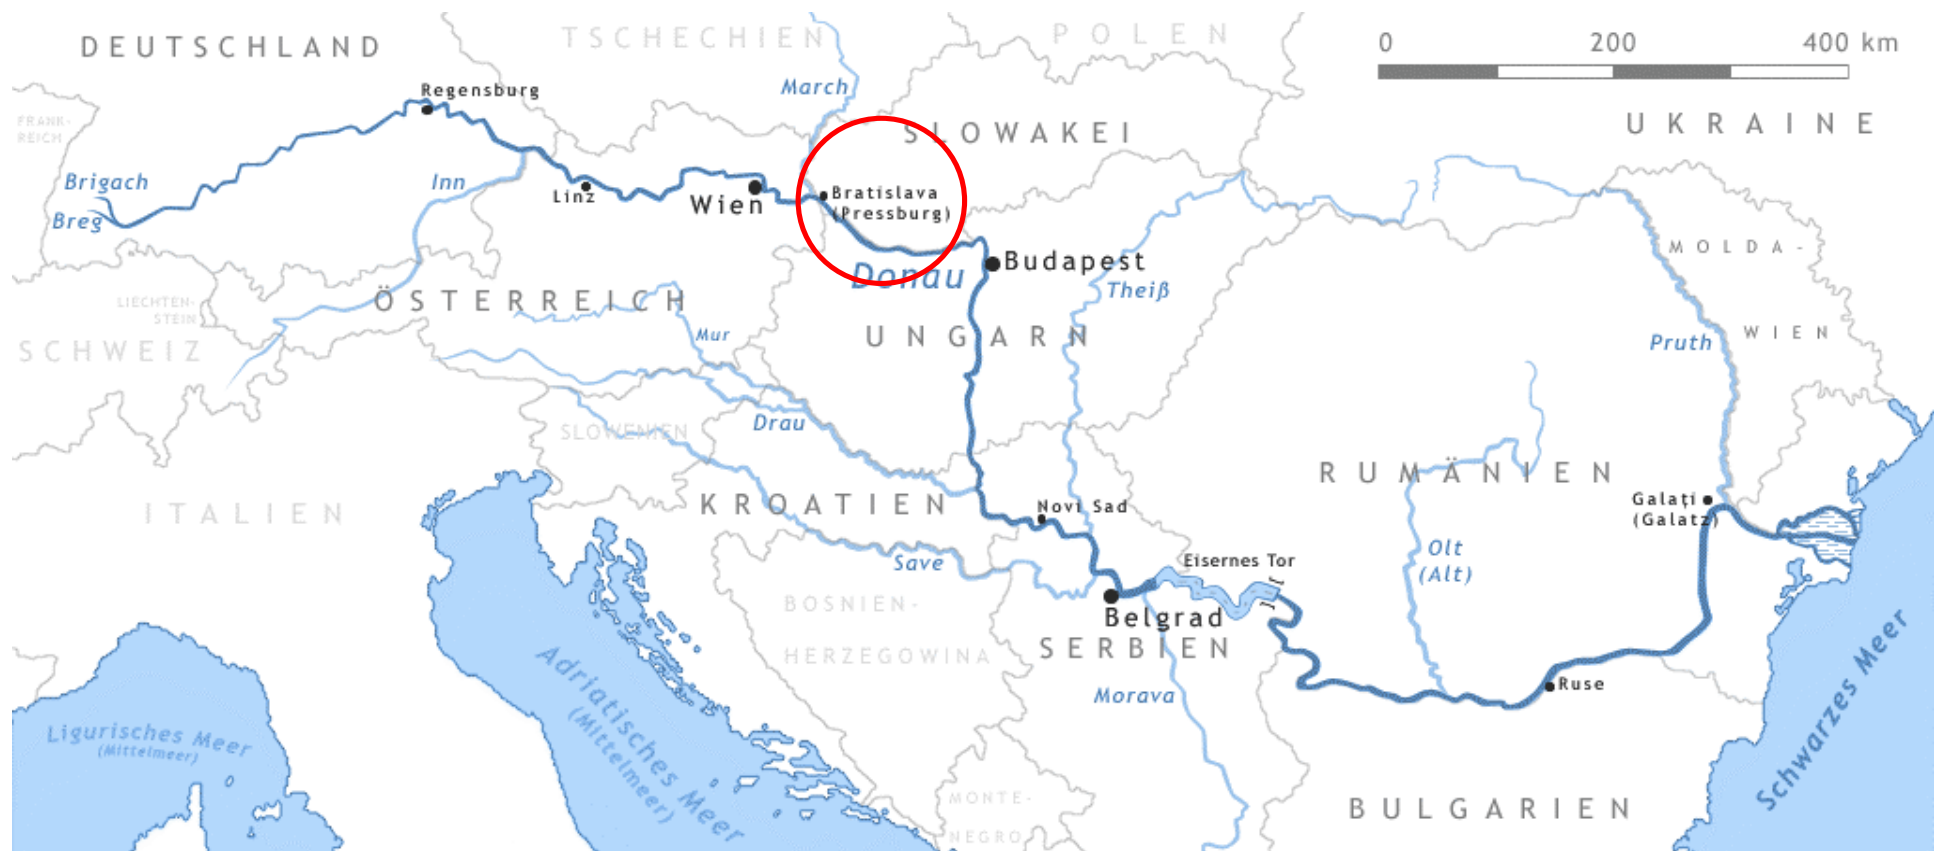 DEUTSCHLAND
TSCHECHIEN
POLEN
0 200 400 km
March
Regensburg
FRANK-
REICH
SLOWAKEI
UKRAINE
Brigach
Breg
Inn
Linz
Wien
Bratislava
(Pressburg)
Donau
Budapest
Theiß
MOLDA-
WIEN
LIECHTEN-
STEIN
ÖSTERREICH
SCHWEIZ
Mur
UNGARN
Pruth
Drau
SLOWENIEN
ITALIEN
KROATIEN
Novi Sad
RUMÄNIEN
Galaţi
(Galatz)
Save
Eisernes Tor
Olt
(Alt)
BOSNIEN-
HERZEGOWINA
Belgrad
SERBIEN
Morava
Ruse
Ligurisches Meer
(Mittelmeer)
Adriatisches Meer
(Mittelmeer)
Schwarzes Meer
MONTE-
NEGRO
BULGARIEN